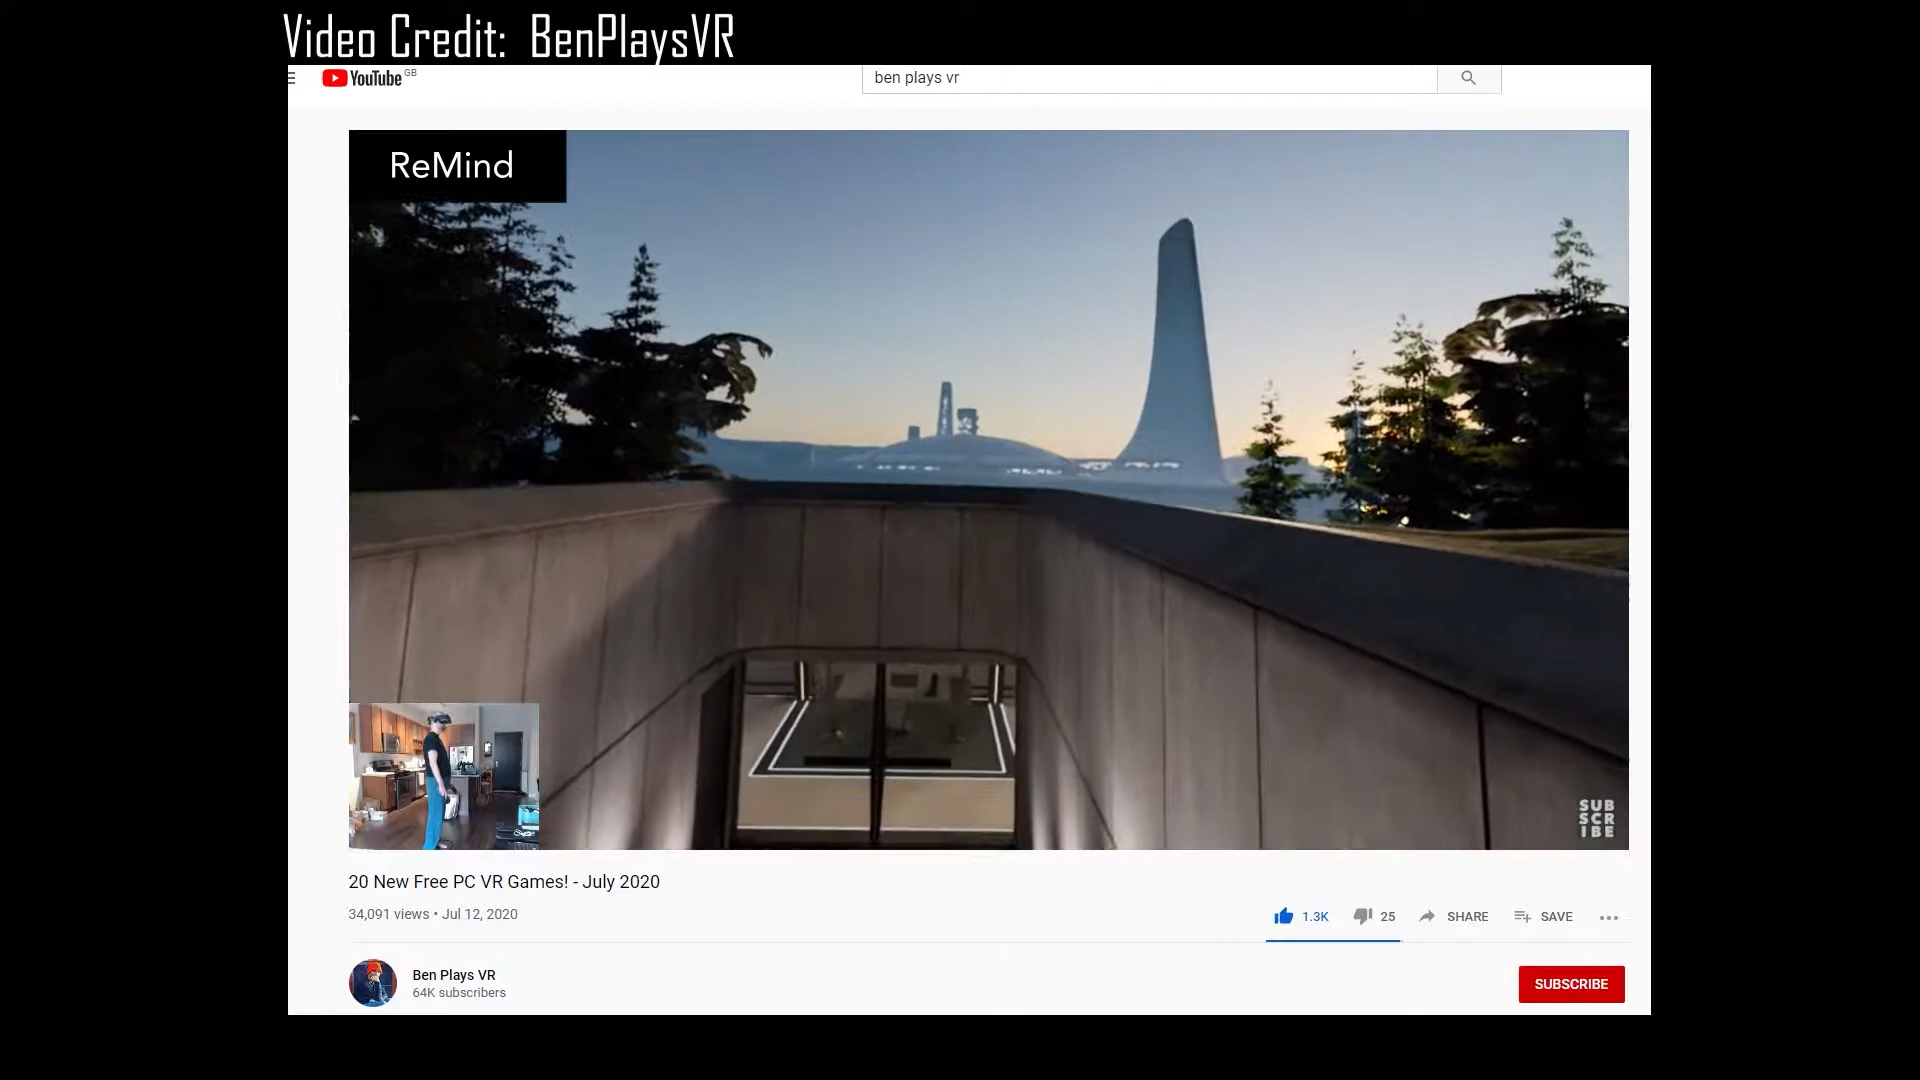 Video Credit: BenPlaysVR
YouTube GB
ben plays vr
ReMind
SUB
SCR
IBE
20 New Free PC VR Games! - July 2020
34,091 views • Jul 12, 2020
1.3K 25 SHARE SAVE
Ben Plays VR
64K subscribers
SUBSCRIBE